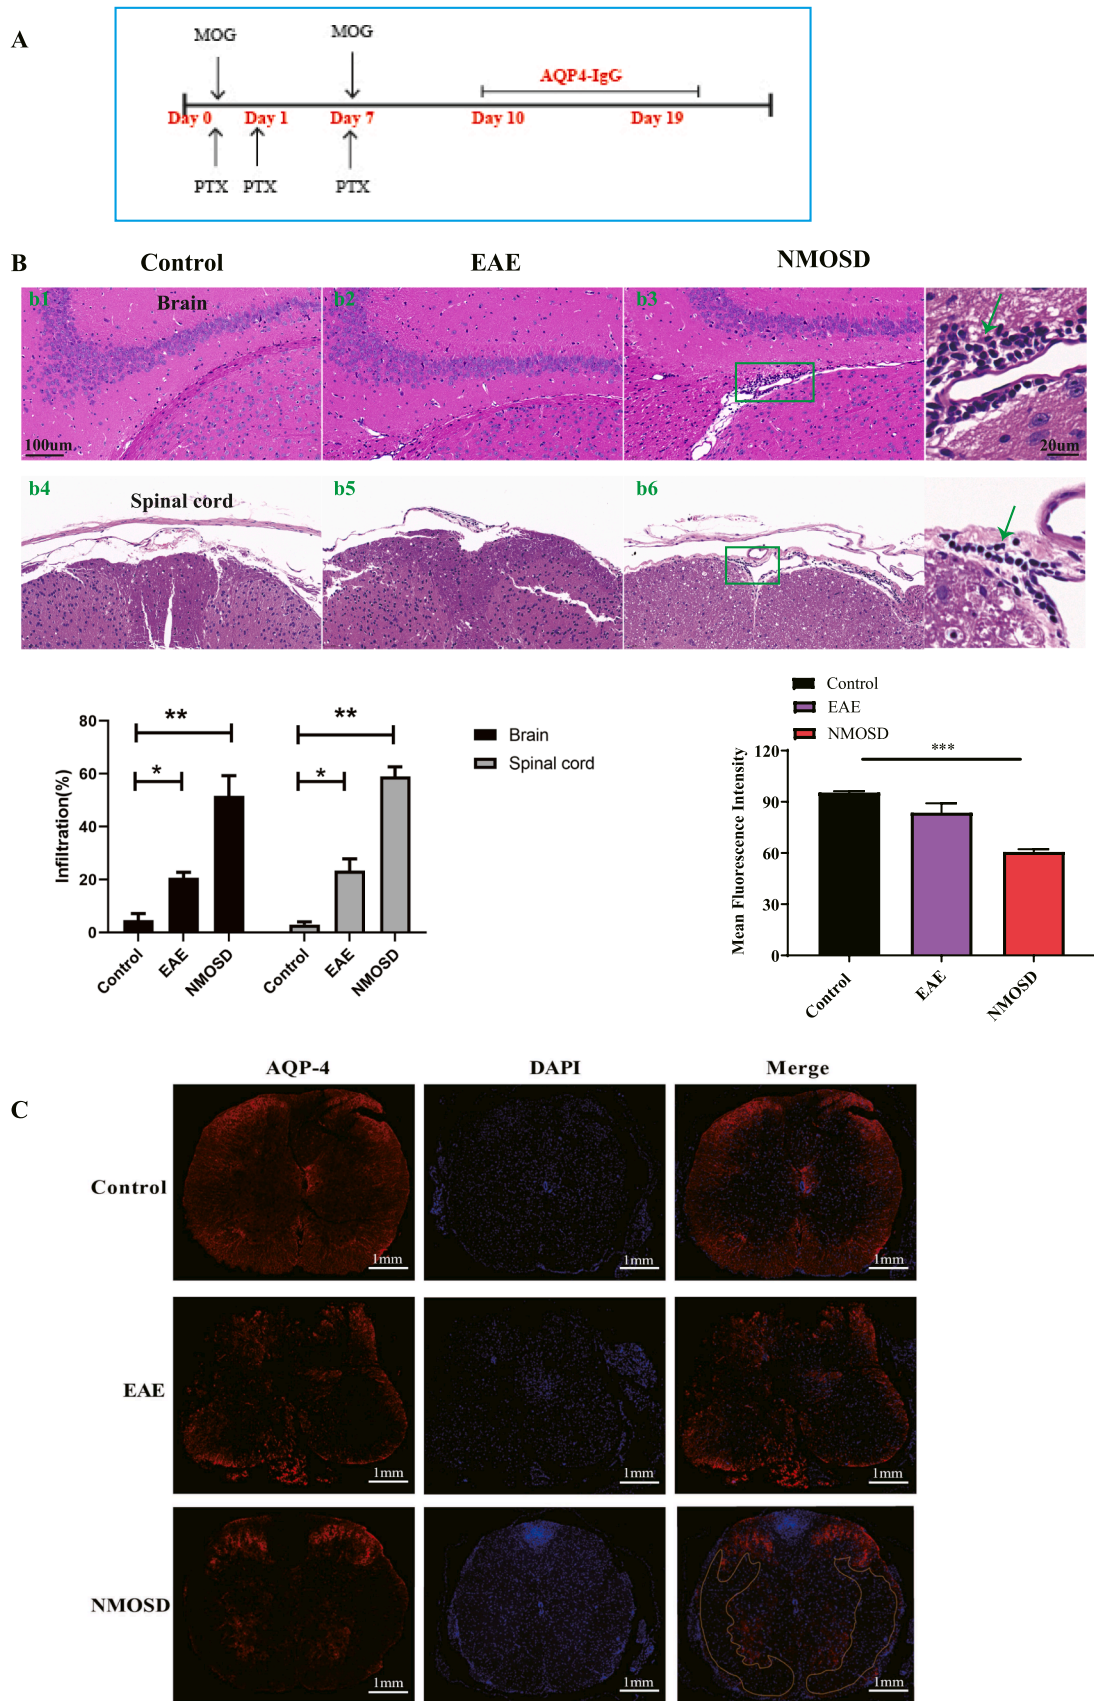 A
MOG
MOG
AQP4-IgG
Day 0
Day 1
Day 7
Day 10
Day 19
PTX
PTX
PTX
B
Control
EAE
NMOSD
b1
Brain
b2
b3
100um
20um
b4
Spinal cord
b5
b6
Control
EAE
NMOSD
Brain
Spinal cord
Infiltration(%)
80
60
40
20
0
**
*
**
*
Control
EAE
NMOSD
Control
EAE
NMOSD
Mean Fluorescence Intensity
120
90
60
30
0
***
Control
EAE
NMOSD
C
AQP-4
DAPI
Merge
Control
1mm
1mm
1mm
EAE
1mm
1mm
1mm
NMOSD
1mm
1mm
1mm